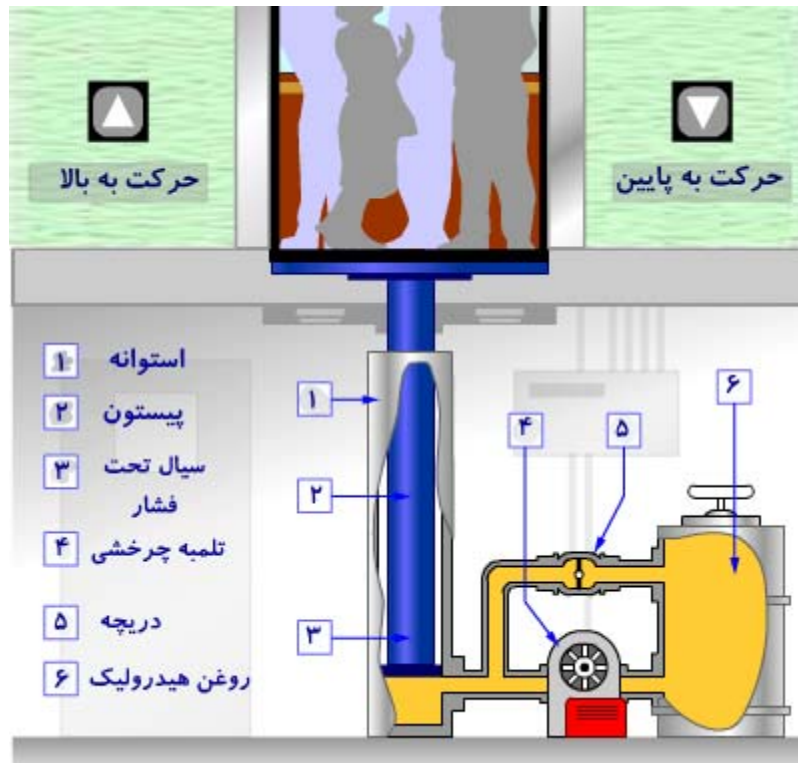 حرکت به بالا
حرکت به پایین
۱ استوانه
۲ پیستون
۳ سیال تحت
فشار
۴ تلمبه چرخشی
۵ دریچه
۶ روغن هیدرولیک
۱
۲
۳
۴
۵
۶